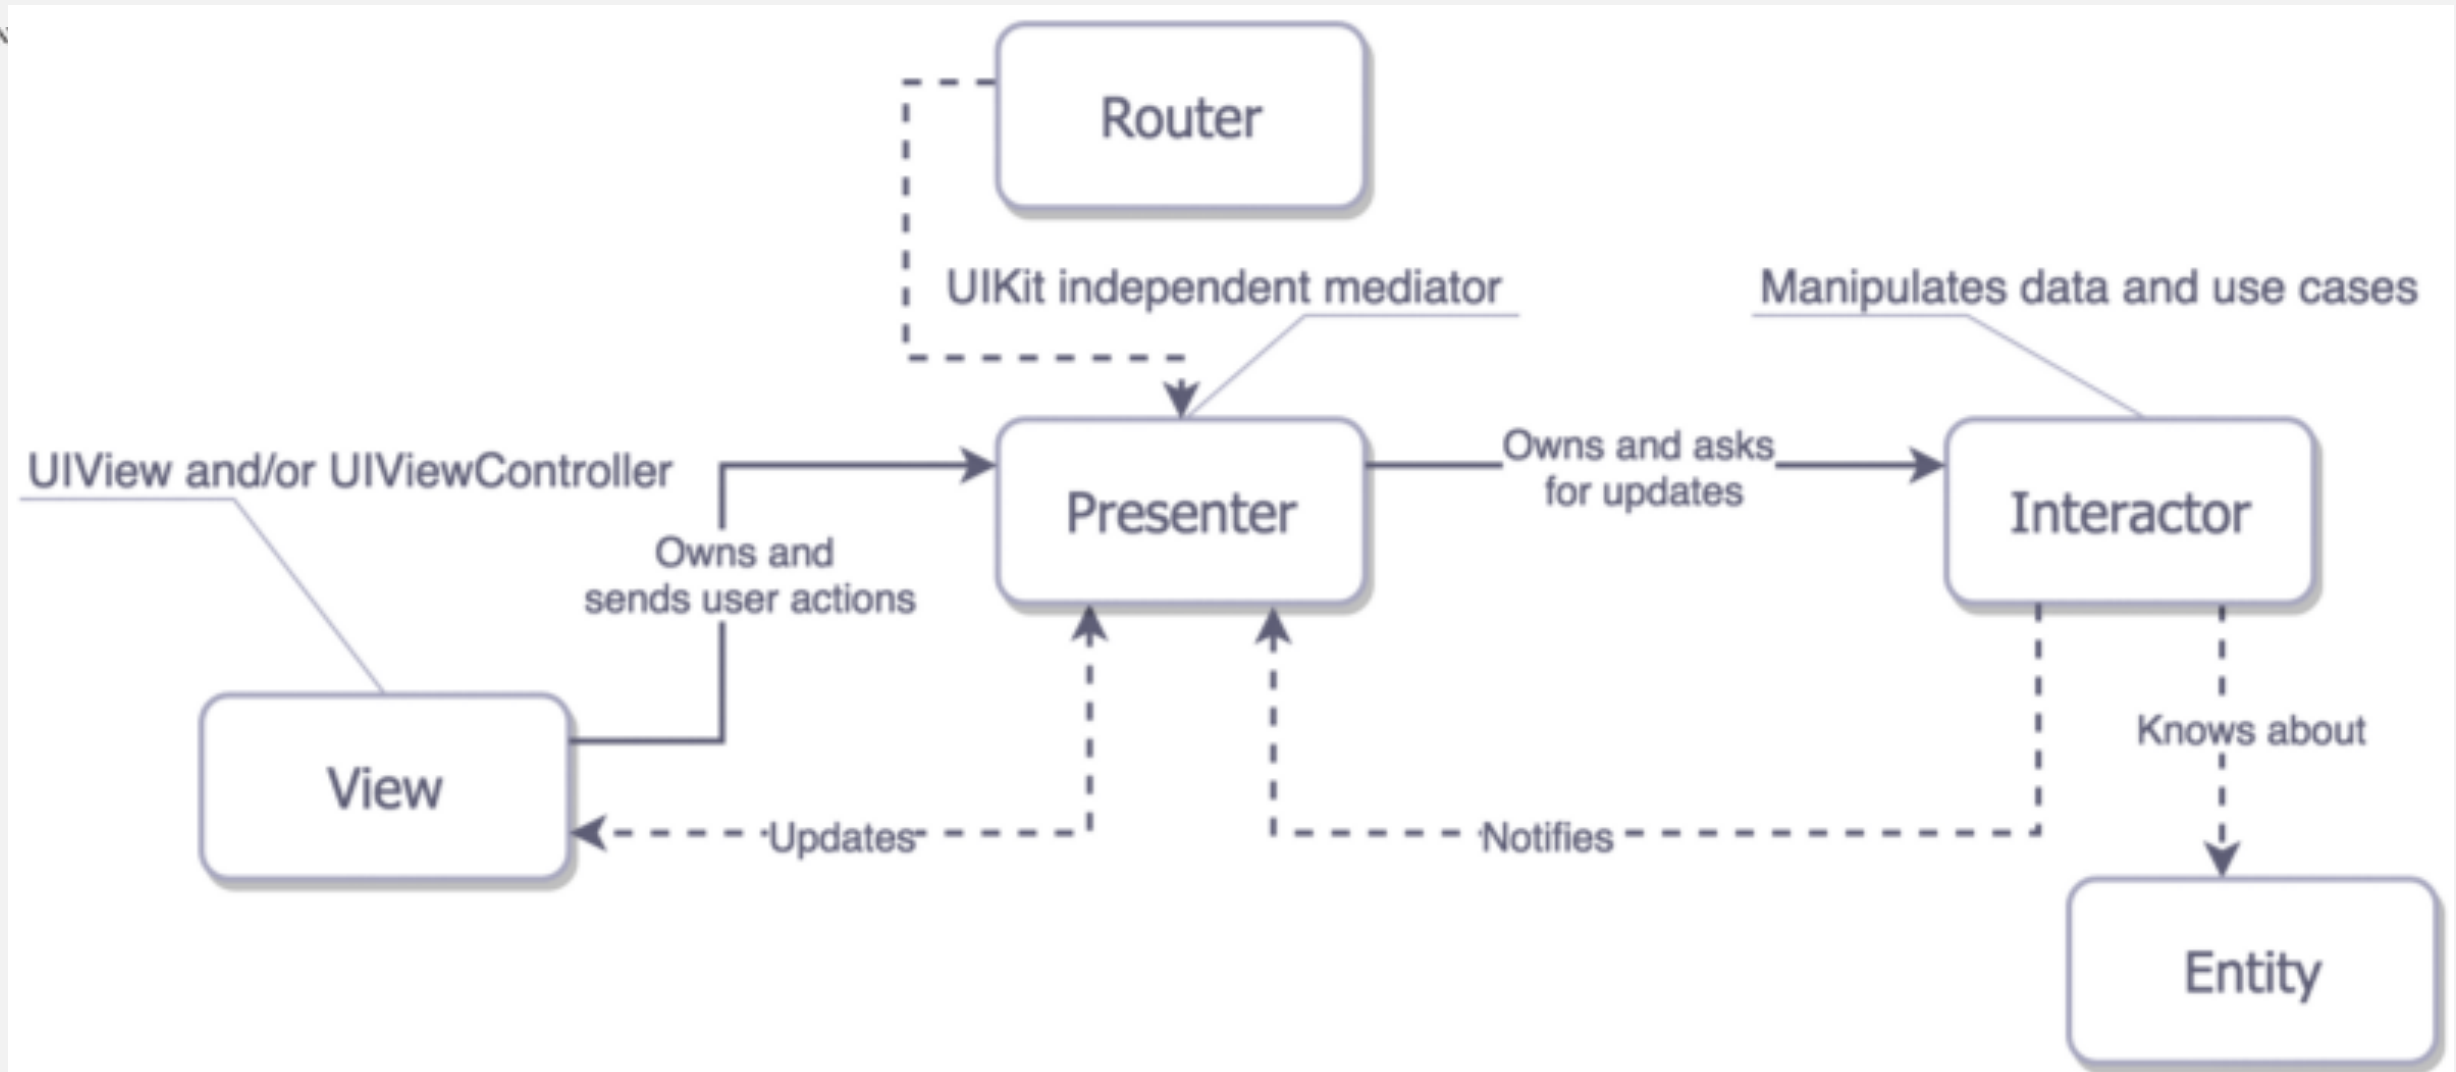 Router
UIKit independent mediator
Manipulates data and use cases
UIView and/or UIViewController
Owns and
sends user actions
Presenter
Owns and asks
for updates
Interactor
View
Updates
Notifies
Knows about
Entity